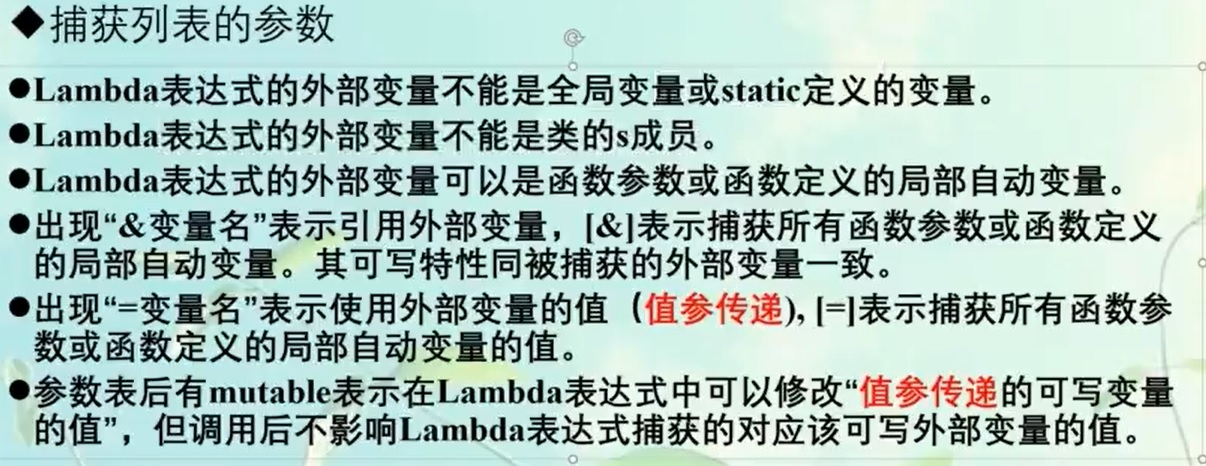 ◆捕获列表的参数
●Lambda表达式的外部变量不能是全局变量或static定义的变量。
●Lambda表达式的外部变量不能是类的s成员。
●Lambda表达式的外部变量可以是函数参数或函数定义的局部自动变量。
●出现“&变量名”表示引用外部变量，[&]表示捕获所有函数参数或函数定义
的局部自动变量。其可写特性同被捕获的外部变量一致。
●出现“=变量名”表示使用外部变量的值（值参传递), [=]表示捕获所有函数参
数或函数定义的局部自动变量的值。
●参数表后有mutable表示在Lambda表达式中可以修改“值参传递的可写变量
的值”，但调用后不影响Lambda表达式捕获的对应该可写外部变量的值。